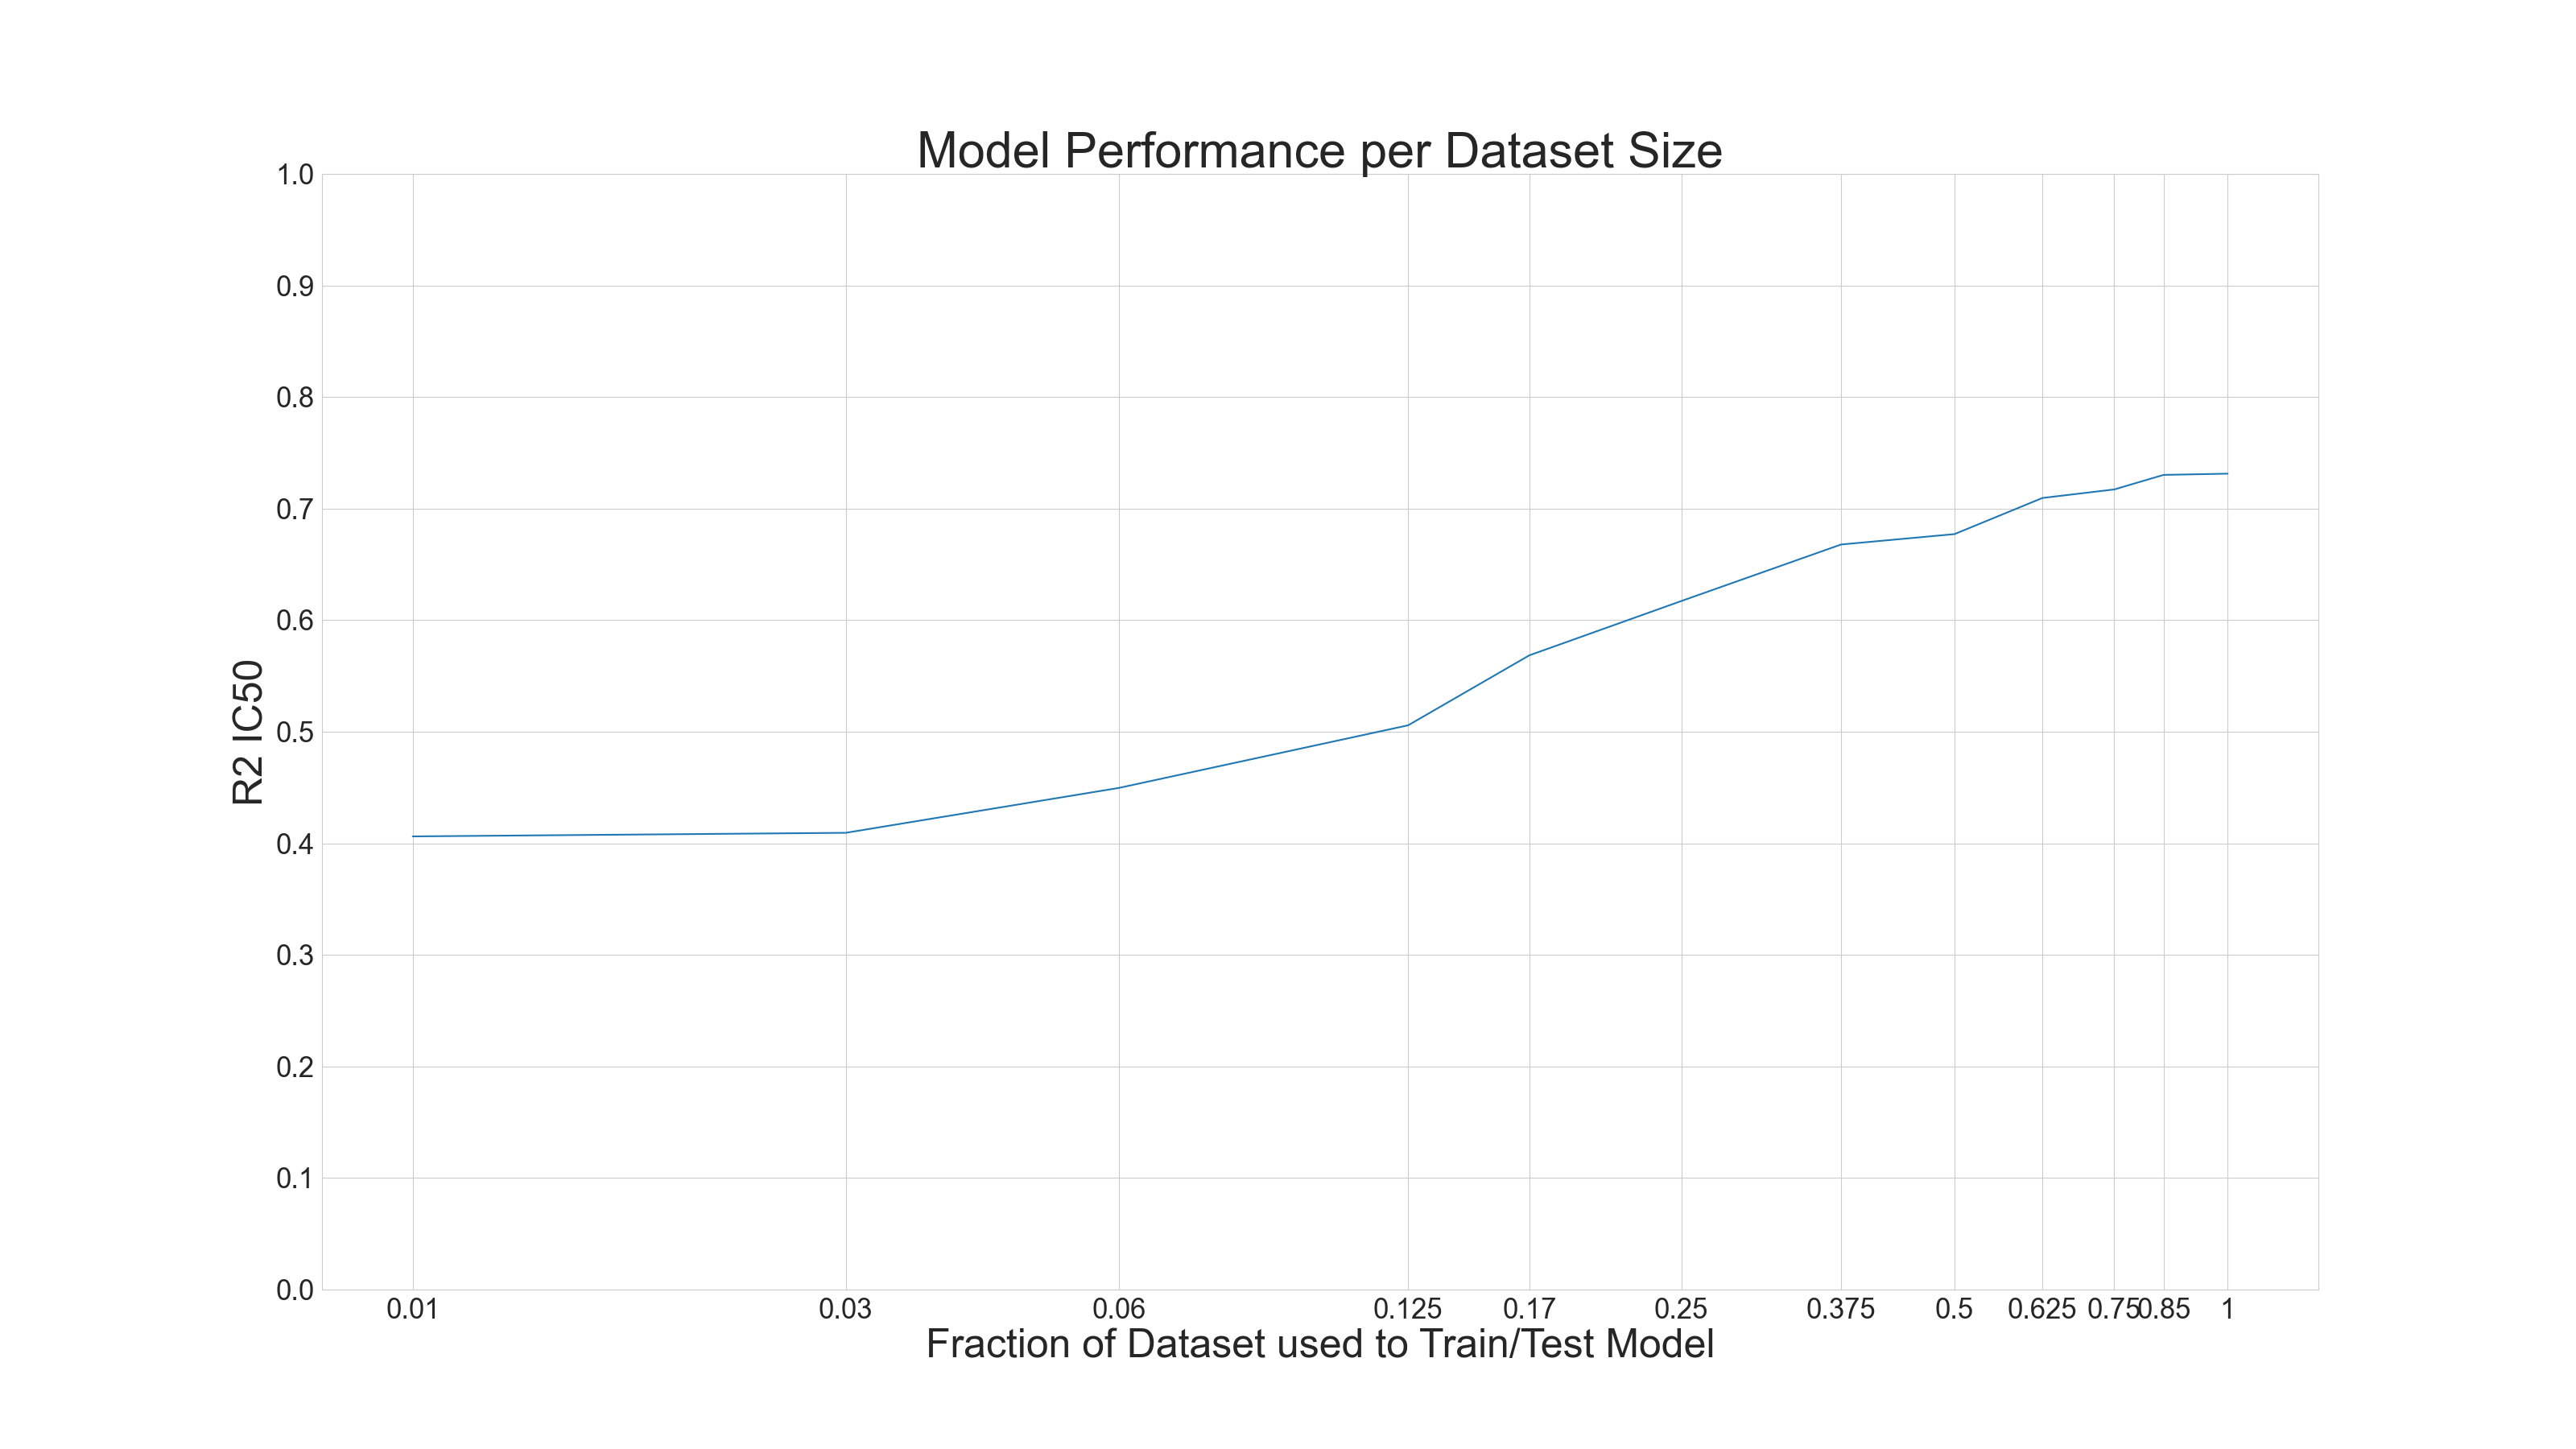 Model Performance per Dataset Size
1.0
0.9
0.8
0.7
0.6
0.5
0.4
0.3
0.2
0.1
0.0
R2 IC50
0.01 0.03 0.06 0.125 0.17 0.25 0.375 0.5 0.625 0.75 0.85 1
Fraction of Dataset used to Train/Test Model